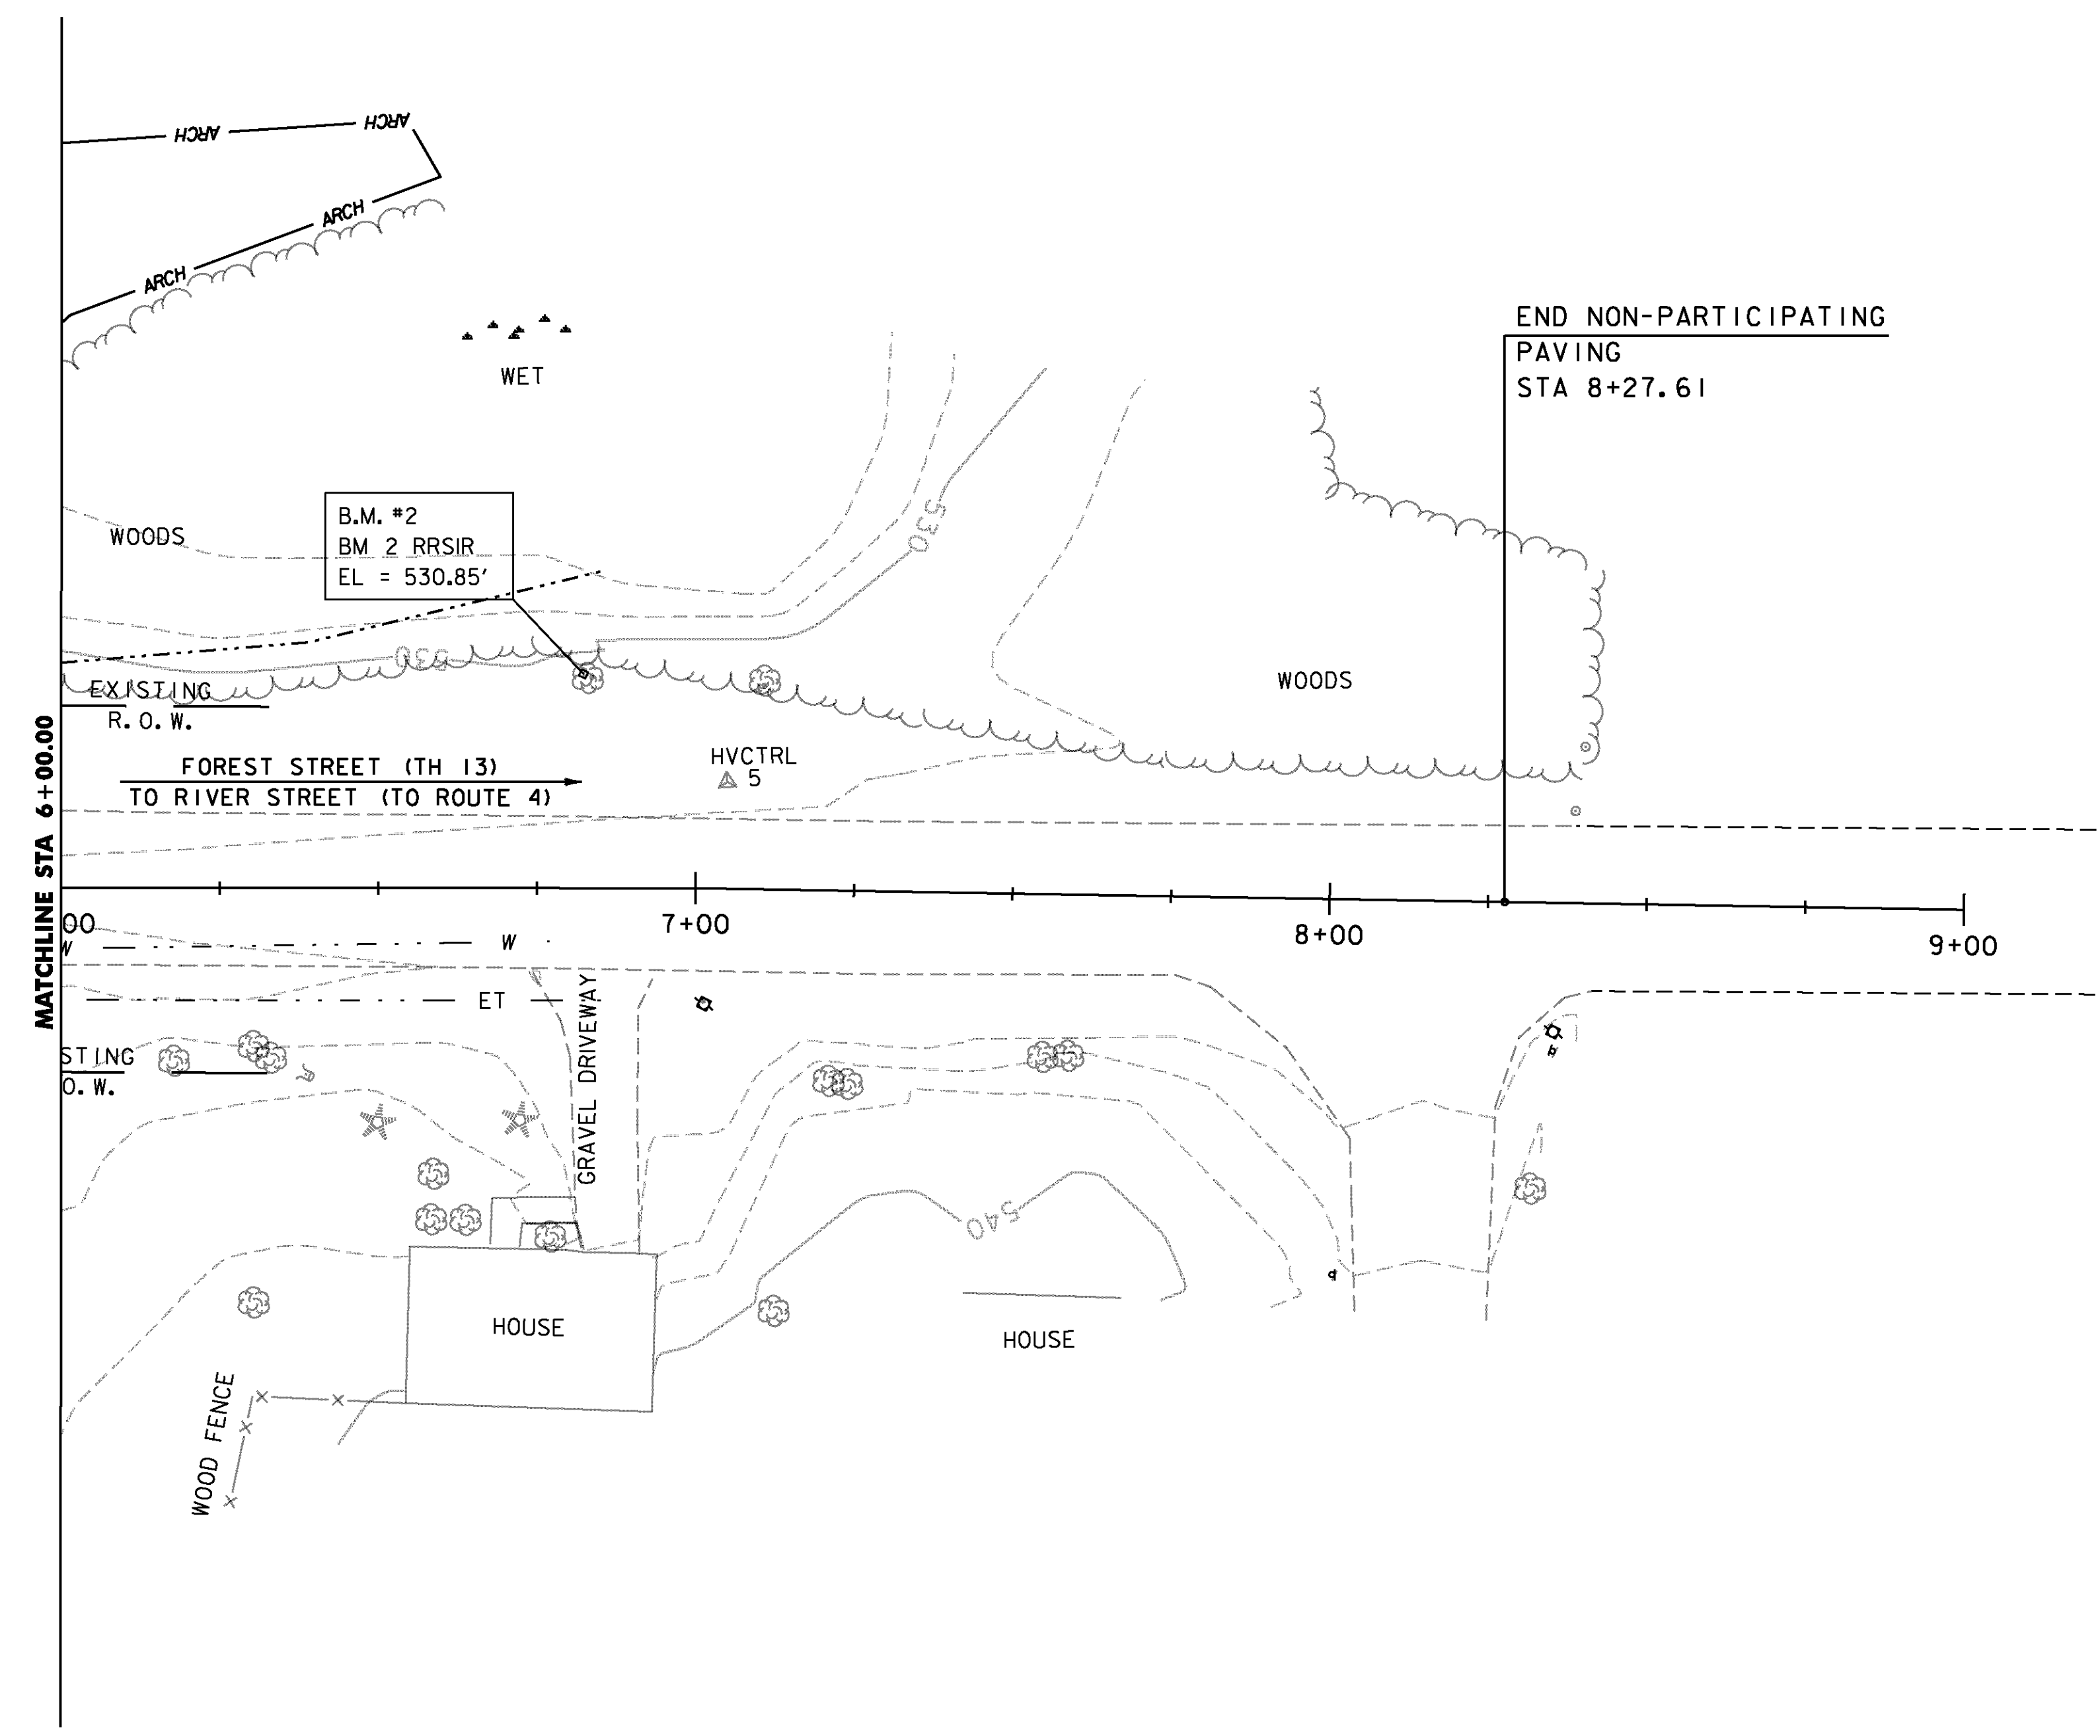 ARCH
ARCH
ARCH
ARCH
END NON-PARTICIPATING
PAVING
STA 8+27.61
WET
B.M. #2
BM 2 RRSIR
EL = 530.85'
WOODS
530
530
EXISTING
R.O.W.
WOODS
MATCHLINE STA 6+00.00
FOREST STREET (TH 13)
TO RIVER STREET (TO ROUTE 4)
HVCTRL
5
00
7+00
8+00
9+00
W
W
ET
GRAVEL DRIVEWAY
STING
O.W.
540
HOUSE
HOUSE
WOOD FENCE